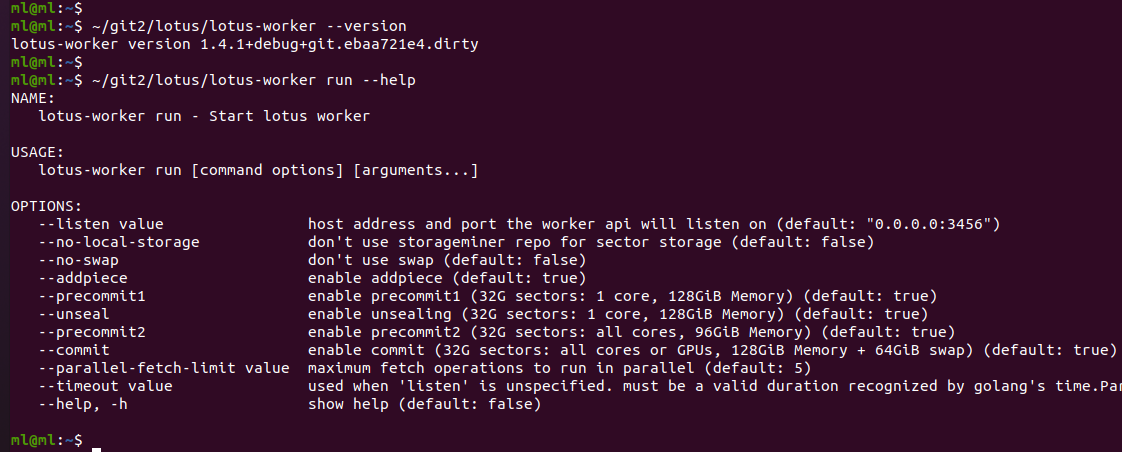 ml@ml:~$
ml@ml:~$ ~/git2/lotus/lotus-worker --version
lotus-worker version 1.4.1+debug+git.ebaa721e4.dirty
ml@ml:~$
ml@ml:~$ ~/git2/lotus/lotus-worker run --help
NAME:
   lotus-worker run - Start lotus worker

USAGE:
   lotus-worker run [command options] [arguments...]

OPTIONS:
   --listen value                host address and port the worker api will listen on (default: "0.0.0.0:3456")
   --no-local-storage            don't use storageminer repo for sector storage (default: false)
   --no-swap                     don't use swap (default: false)
   --addpiece                    enable addpiece (default: true)
   --precommit1                  enable precommit1 (32G sectors: 1 core, 128GiB Memory) (default: true)
   --unseal                      enable unsealing (32G sectors: 1 core, 128GiB Memory) (default: true)
   --precommit2                  enable precommit2 (32G sectors: all cores, 96GiB Memory) (default: true)
   --commit                      enable commit (32G sectors: all cores or GPUs, 128GiB Memory + 64GiB swap) (default: true)
   --parallel-fetch-limit value  maximum fetch operations to run in parallel (default: 5)
   --timeout value               used when 'listen' is unspecified. must be a valid duration recognized by golang's time.Par
   --help, -h                    show help (default: false)

ml@ml:~$